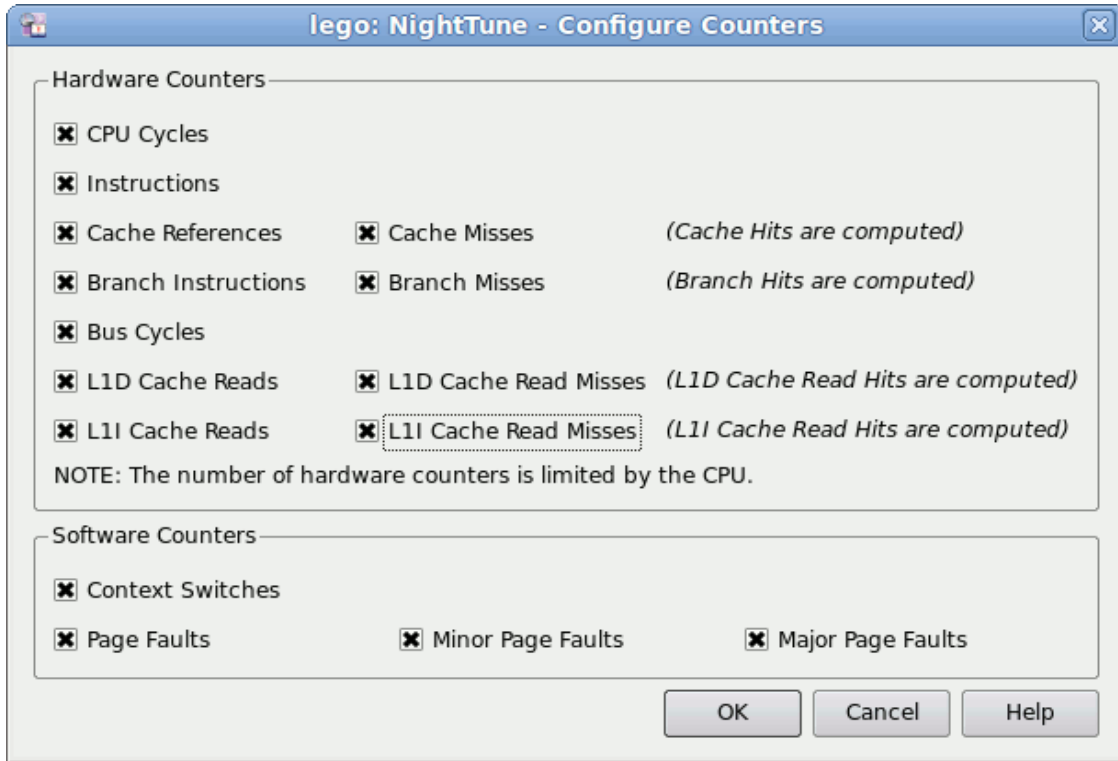 lego: NightTune - Configure Counters
Hardware Counters
CPU Cycles
Instructions
Cache References Cache Misses (Cache Hits are computed)
Branch Instructions Branch Misses (Branch Hits are computed)
Bus Cycles
L1D Cache Reads L1D Cache Read Misses (L1D Cache Read Hits are computed)
L1I Cache Reads L1I Cache Read Misses (L1I Cache Read Hits are computed)
NOTE: The number of hardware counters is limited by the CPU.
Software Counters
Context Switches
Page Faults Minor Page Faults Major Page Faults
OK Cancel Help